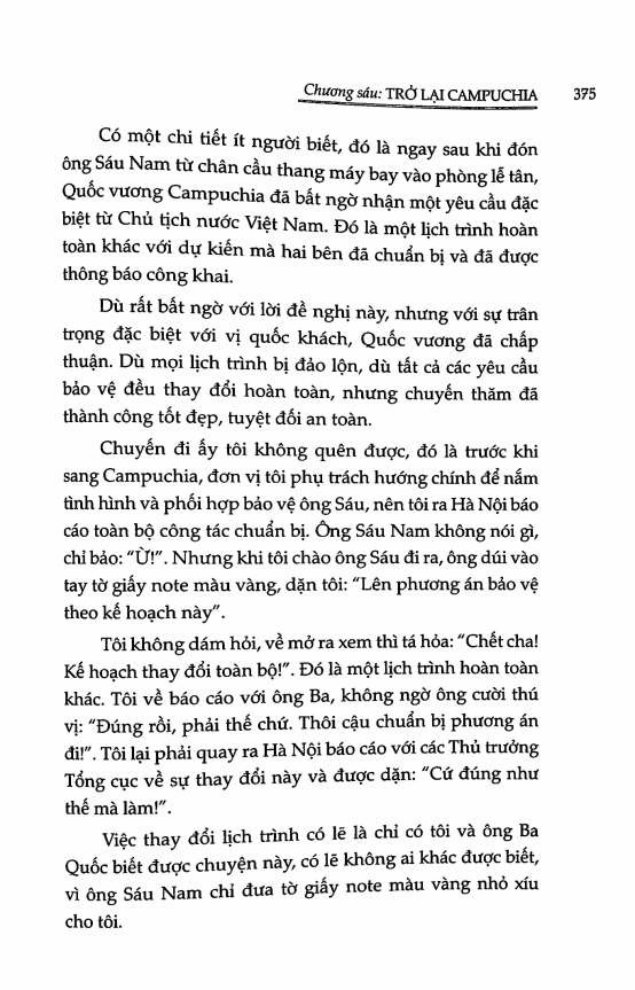 Chương sáu: TRỞ LẠI CAMPUCHIA 375
Có một chi tiết ít người biết, đó là ngay sau khi đón
ông Sáu Nam từ chân cầu thang máy bay vào phòng lễ tân,
Quốc vương Campuchia đã bất ngờ nhận một yêu cầu đặc
biệt từ Chủ tịch nước Việt Nam. Đó là một lịch trình hoàn
toàn khác với dự kiến mà hai bên đã chuẩn bị và đã được
thông báo công khai.
Dù rất bất ngờ với lời đề nghị này, nhưng với sự trân
trọng đặc biệt với vị quốc khách, Quốc vương đã chấp
thuận. Dù mọi lịch trình bị đảo lộn, dù tất cả các yêu cầu
bảo vệ đều thay đổi hoàn toàn, nhưng chuyến thăm đã
thành công tốt đẹp, tuyệt đối an toàn.
Chuyến đi ấy tôi không quên được, đó là trước khi
sang Campuchia, đơn vị tôi phụ trách hướng chính để nắm
tình hình và phối hợp bảo vệ ông Sáu, nên tôi ra Hà Nội báo
cáo toàn bộ công tác chuẩn bị. Ông Sáu Nam không nói gì,
chỉ bảo: “Ừ!”. Nhưng khi tôi chào ông Sáu đi ra, ông dúi vào
tay tờ giấy note màu vàng, dặn tôi: “Lên phương án bảo vệ
theo kế hoạch này”.
Tôi không dám hỏi, về mở ra xem thì tá hỏa: “Chết cha!
Kế hoạch thay đổi toàn bộ!”. Đó là một lịch trình hoàn toàn
khác. Tôi về báo cáo với ông Ba, không ngờ ông cười thú
vị: “Đúng rồi, phải thế chứ. Thôi cậu chuẩn bị phương án
đi!”. Tôi lại phải quay ra Hà Nội báo cáo với các Thủ trưởng
Tổng cục về sự thay đổi này và được dặn: “Cứ đúng như
thế mà làm!”.
Việc thay đổi lịch trình có lẽ là chỉ có tôi và ông Ba
Quốc biết được chuyện này, có lẽ không ai khác được biết,
vì ông Sáu Nam chỉ đưa tờ giấy note màu vàng nhỏ xíu
cho tôi.